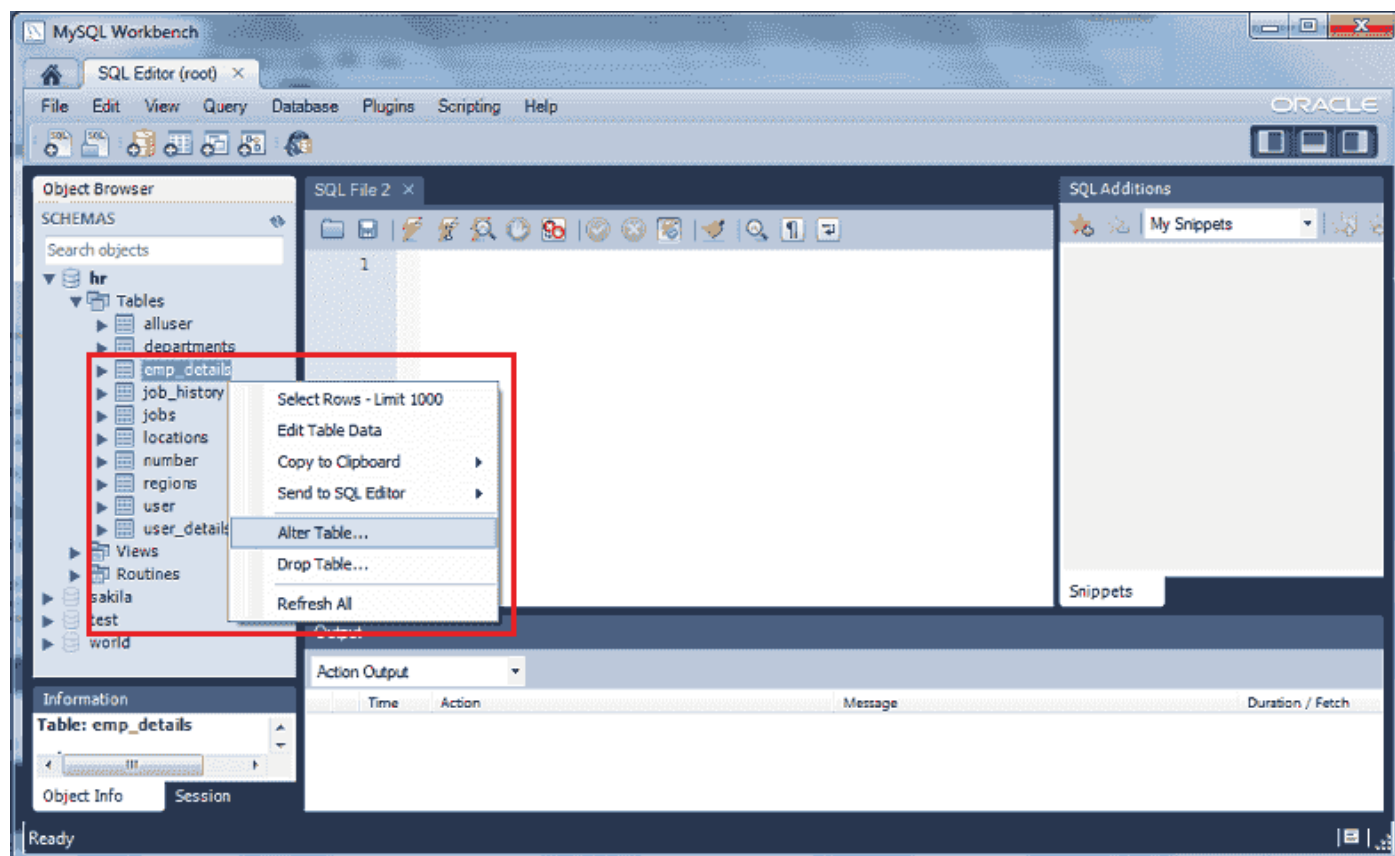 MySQL Workbench
SQL Editor (root)
File Edit View Query Database Plugins Scripting Help
ORACLE
Object Browser
SCHEMAS
Search objects
hr
Tables
alluser
departments
emp_details
job_history
jobs
locations
number
regions
user
user_details
Views
Routines
sakila
test
world
Select Rows - Limit 1000
Edit Table Data
Copy to Clipboard
Send to SQL Editor
Alter Table...
Drop Table...
Refresh All
SQL File 2
1
SQL Additions
My Snippets
Snippets
Output
Action Output
Time Action Message Duration / Fetch
Information
Table: emp_details
Object Info Session
Ready